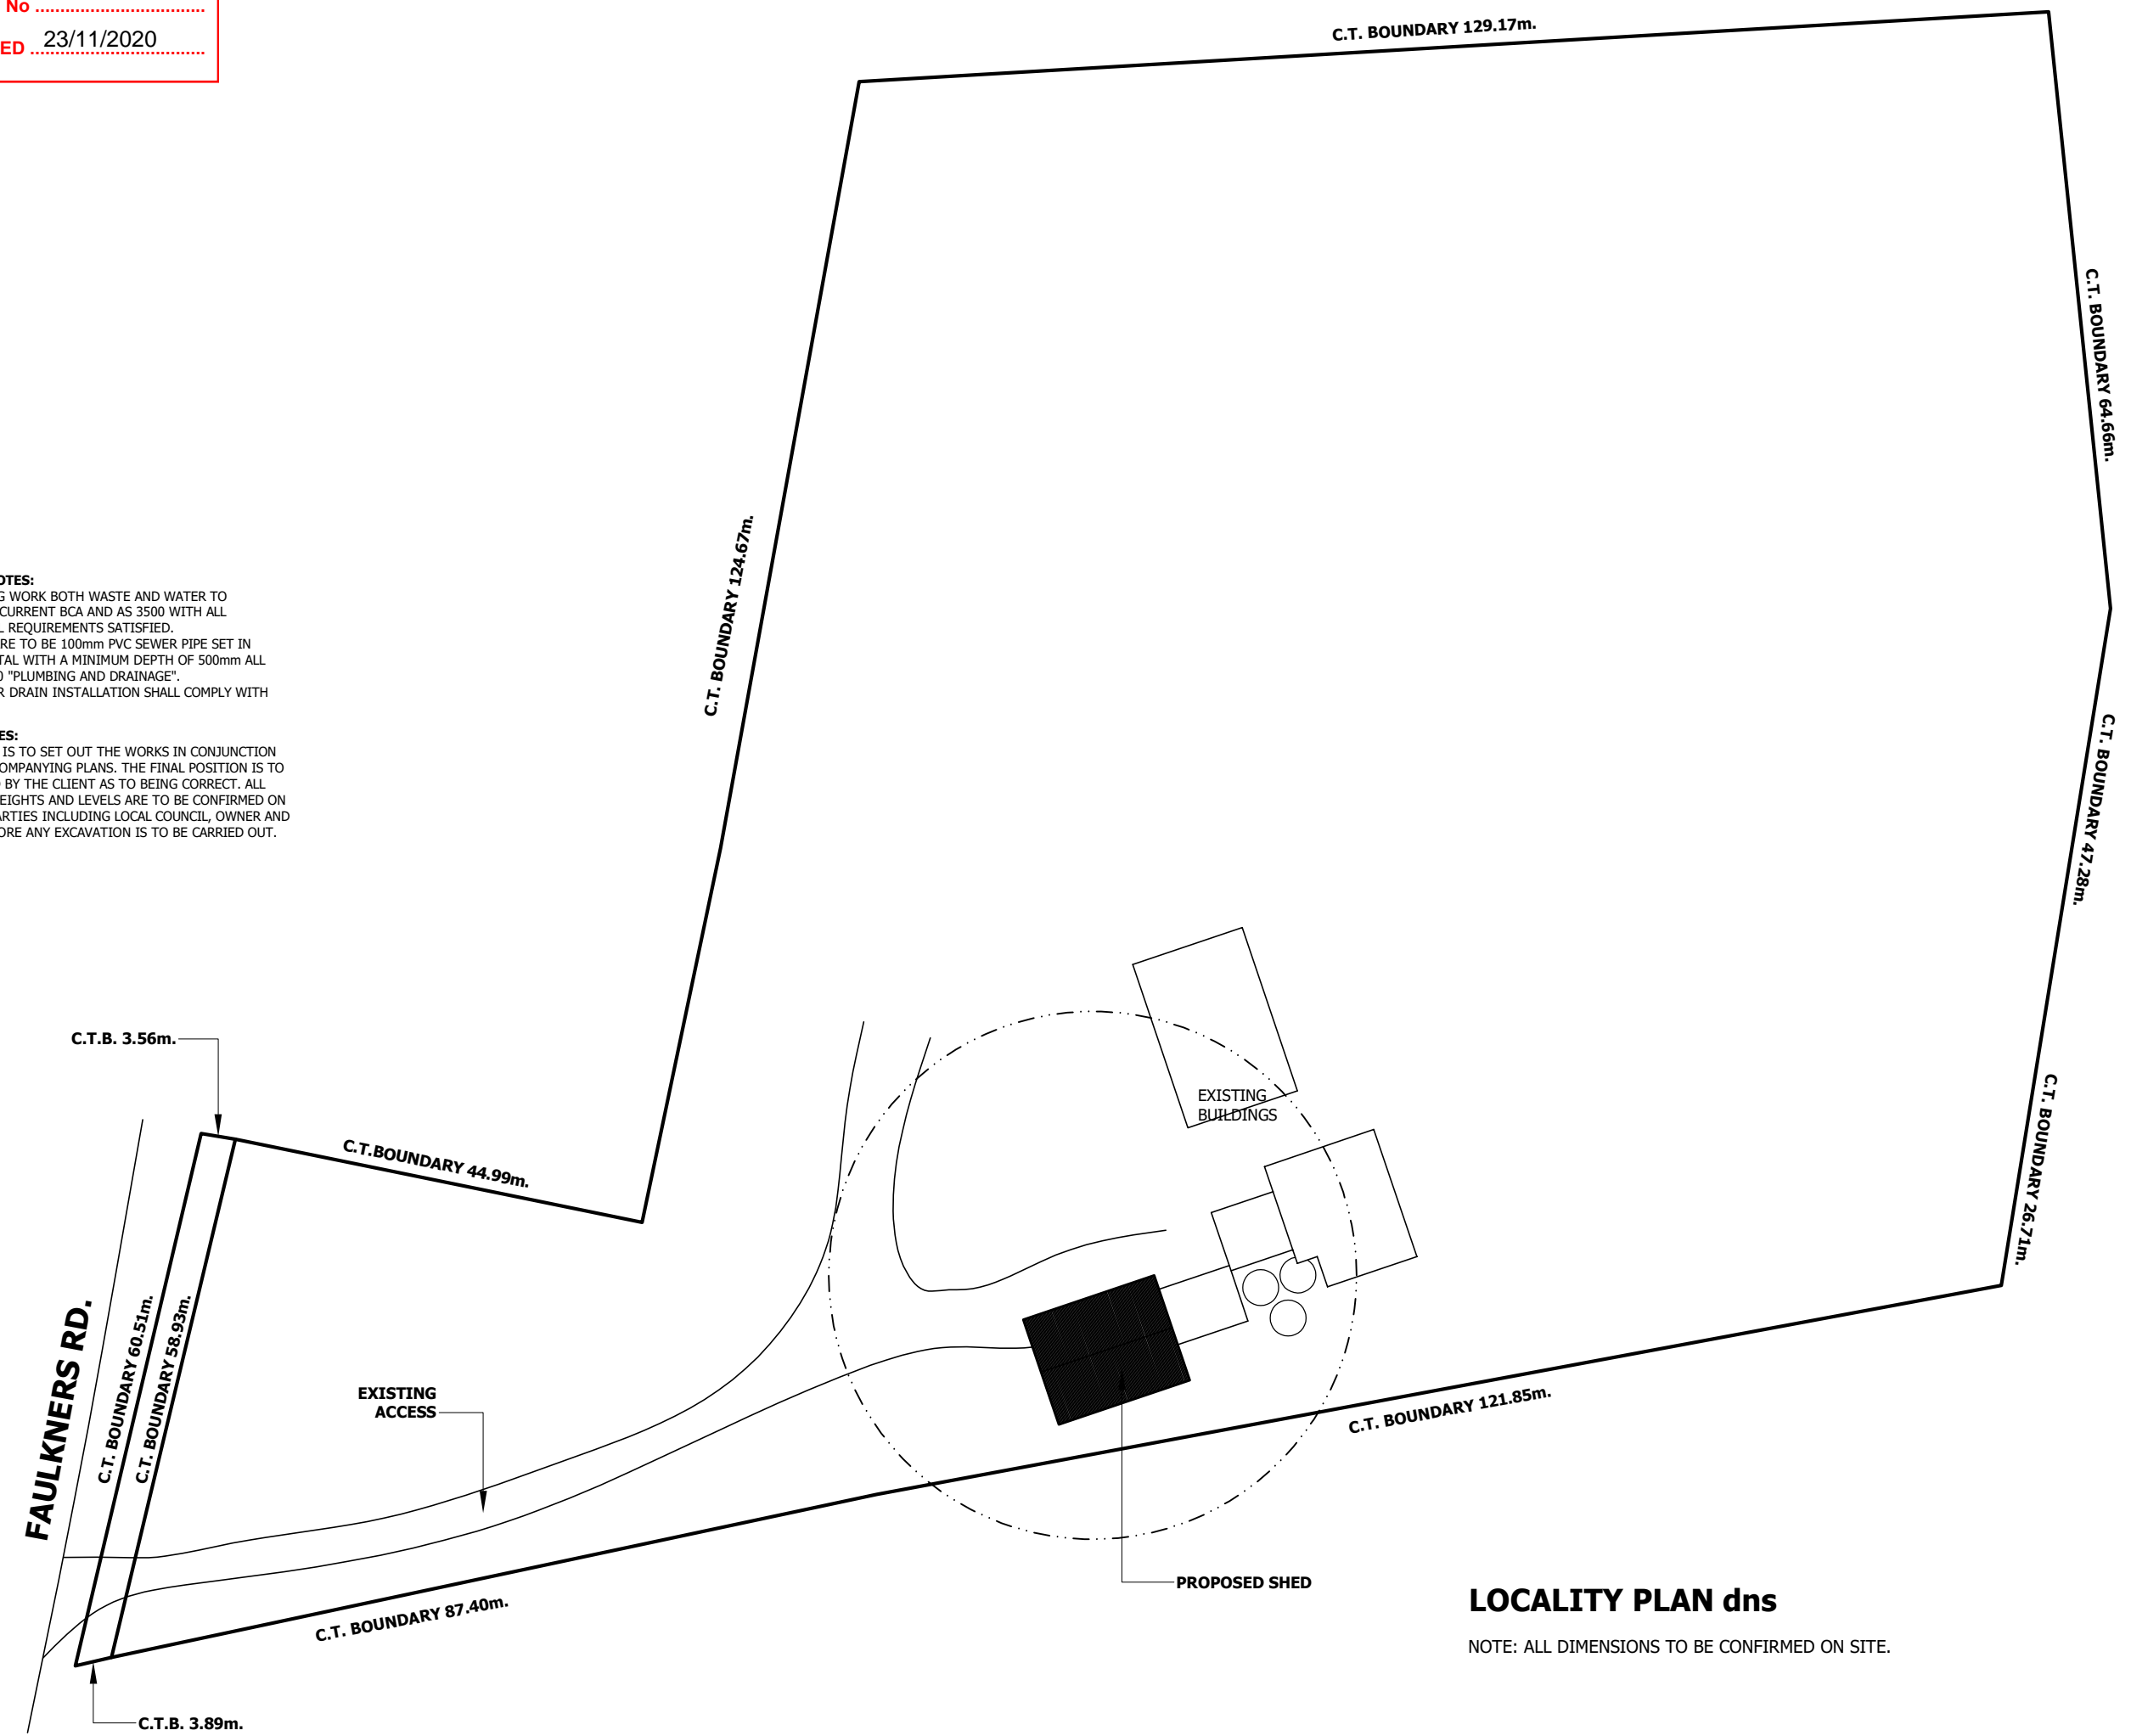 No ..................................
ED 23/11/2020
C.T. BOUNDARY 129.17m.
C.T. BOUNDARY 64.66m.
C.T. BOUNDARY 124.67m.
OTES:
G WORK BOTH WASTE AND WATER TO
CURRENT BCA AND AS 3500 WITH ALL
L REQUIREMENTS SATISFIED.
RE TO BE 100mm PVC SEWER PIPE SET IN
TAL WITH A MINIMUM DEPTH OF 500mm ALL
0 "PLUMBING AND DRAINAGE".
R DRAIN INSTALLATION SHALL COMPLY WITH
ES:
IS TO SET OUT THE WORKS IN CONJUNCTION
OMPANYING PLANS. THE FINAL POSITION IS TO
BY THE CLIENT AS TO BEING CORRECT. ALL
EIGHTS AND LEVELS ARE TO BE CONFIRMED ON
ARTIES INCLUDING LOCAL COUNCIL, OWNER AND
ORE ANY EXCAVATION IS TO BE CARRIED OUT.
C.T. BOUNDARY 47.28m.
C.T.B. 3.56m.
C.T.BOUNDARY 44.99m.
EXISTING
BUILDINGS
C.T. BOUNDARY 26.71m.
FAULKNERS RD.
C.T. BOUNDARY 60.51m.
C.T. BOUNDARY 58.93m.
EXISTING
ACCESS
C.T. BOUNDARY 121.85m.
PROPOSED SHED
C.T. BOUNDARY 87.40m.
C.T.B. 3.89m.
LOCALITY PLAN dns
NOTE: ALL DIMENSIONS TO BE CONFIRMED ON SITE.